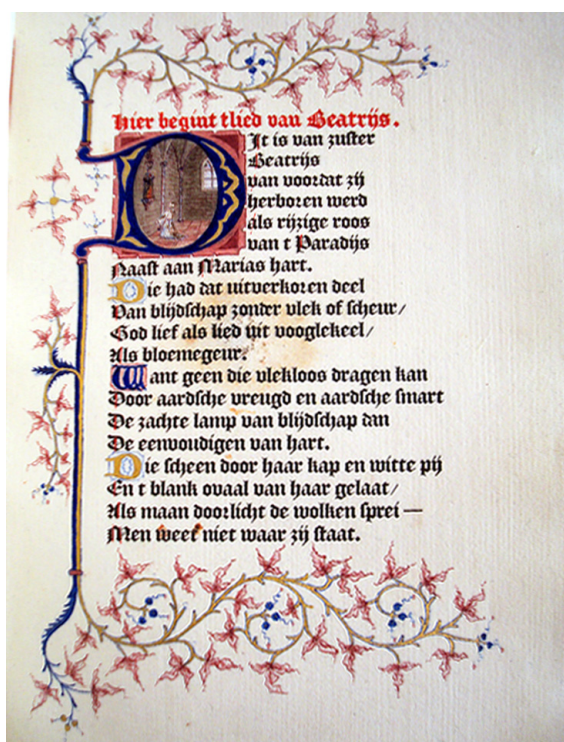 Hier begint tlied van Beatrijs.
Dit is van zuster
Beatrijs
van voordat zij
herboren werd
als rijzige roos
van t Paradijs
Naast aan Marias hart.
Die had dat uitverkoren deel
Van blijdschap zonder vlek of scheur/
God lief als lied uit vooglekeel/
Als bloemegeur.
Want geen die vlekloos dragen kan
Door aardsche vreugd en aardsche smart
De zachte lamp van blijdschap dan
De eenvoudigen van hart.
Die scheen door haar kap en witte pij
En t blank ovaal van haar gelaat/
Als maan doorlicht de wolken sprei —
Men weet niet waar zij staat.